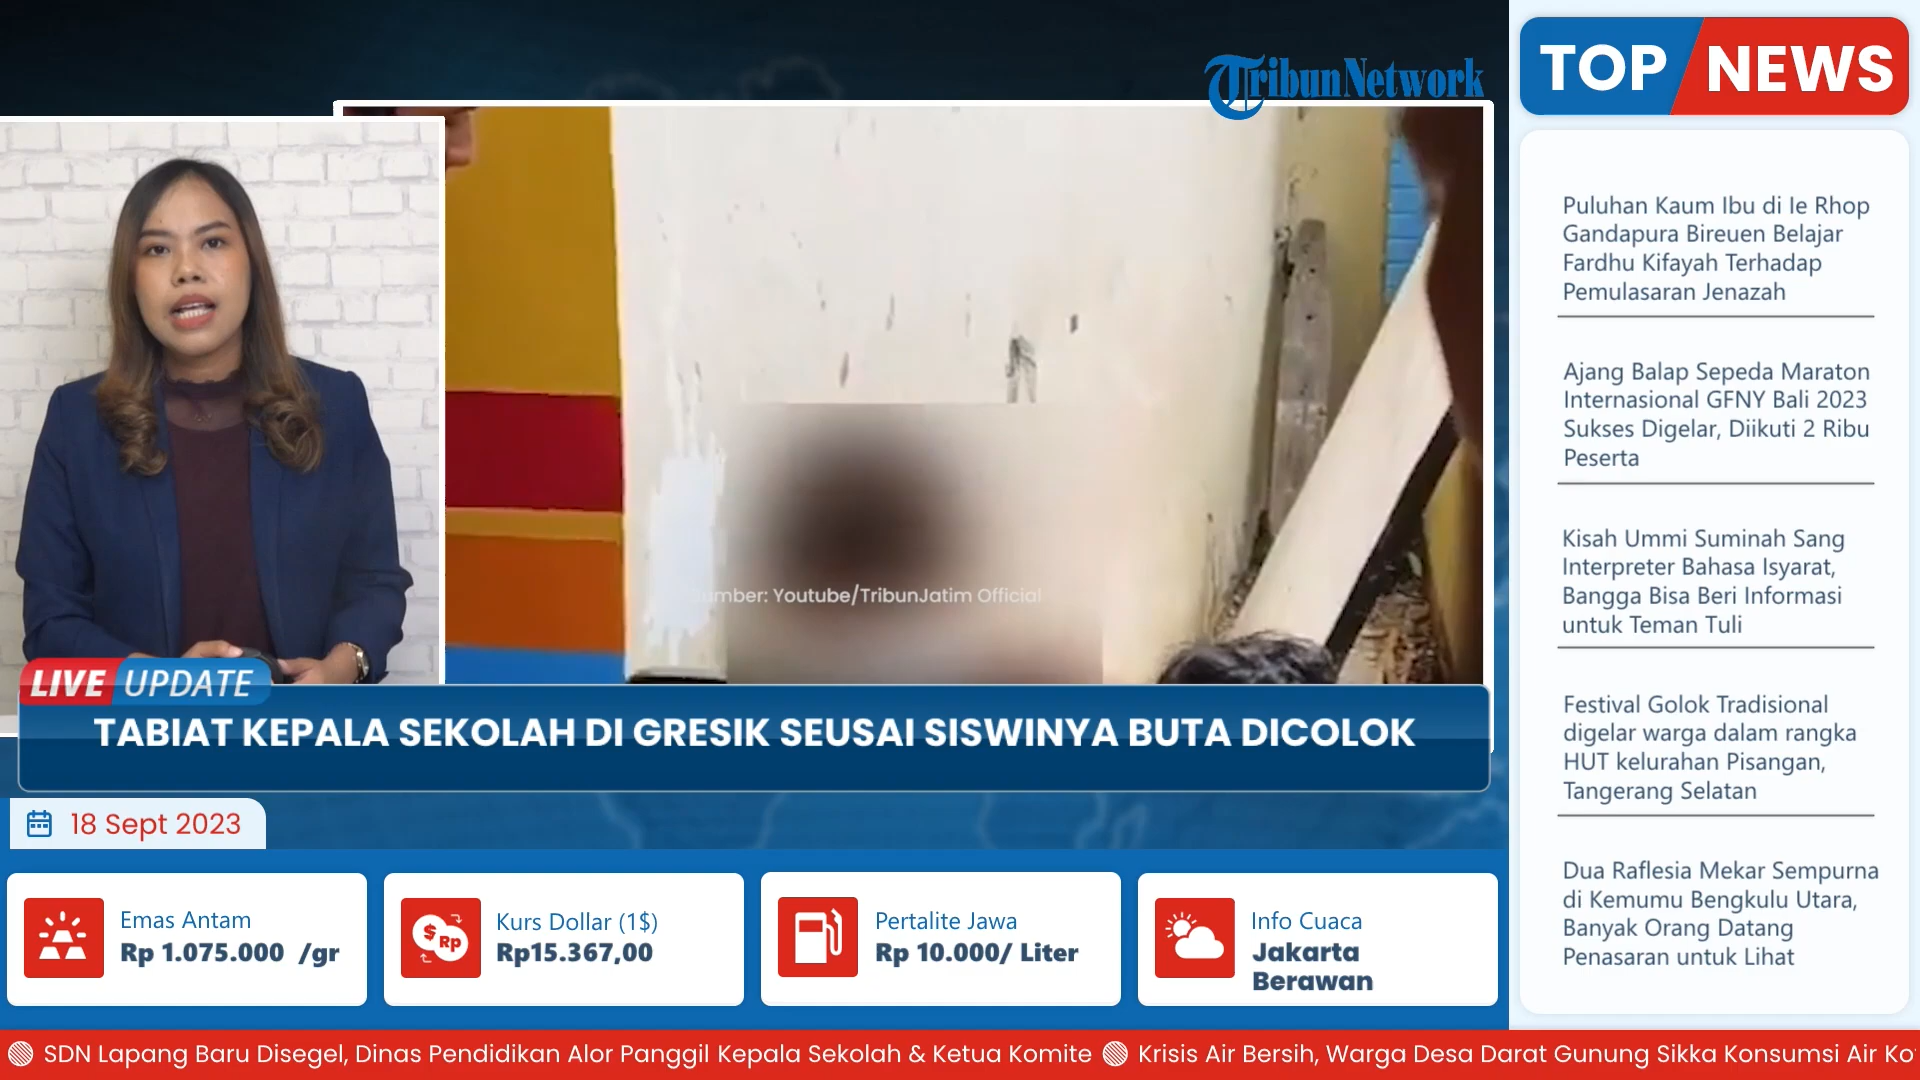 TribunNetwork
TOP NEWS
Puluhan Kaum Ibu di Ie Rhop
Gandapura Bireuen Belajar
Fardhu Kifayah Terhadap
Pemulasaran Jenazah
Ajang Balap Sepeda Maraton
Internasional GFNY Bali 2023
Sukses Digelar, Diikuti 2 Ribu
Peserta
Kisah Ummi Suminah Sang
Interpreter Bahasa Isyarat,
Bangga Bisa Beri Informasi
untuk Teman Tuli
Festival Golok Tradisional
digelar warga dalam rangka
HUT kelurahan Pisangan,
Tangerang Selatan
Dua Raflesia Mekar Sempurna
di Kemumu Bengkulu Utara,
Banyak Orang Datang
Penasaran untuk Lihat
Sumber: Youtube/TribunJatim Official
LIVE UPDATE
TABIAT KEPALA SEKOLAH DI GRESIK SEUSAI SISWINYA BUTA DICOLOK
18 Sept 2023
Emas Antam
Rp 1.075.000 /gr
Kurs Dollar (1$)
Rp15.367,00
$ Rp
Pertalite Jawa
Rp 10.000/ Liter
Info Cuaca
Jakarta
Berawan
SDN Lapang Baru Disegel, Dinas Pendidikan Alor Panggil Kepala Sekolah & Ketua Komite Krisis Air Bersih, Warga Desa Darat Gunung Sikka Konsumsi Air Ko